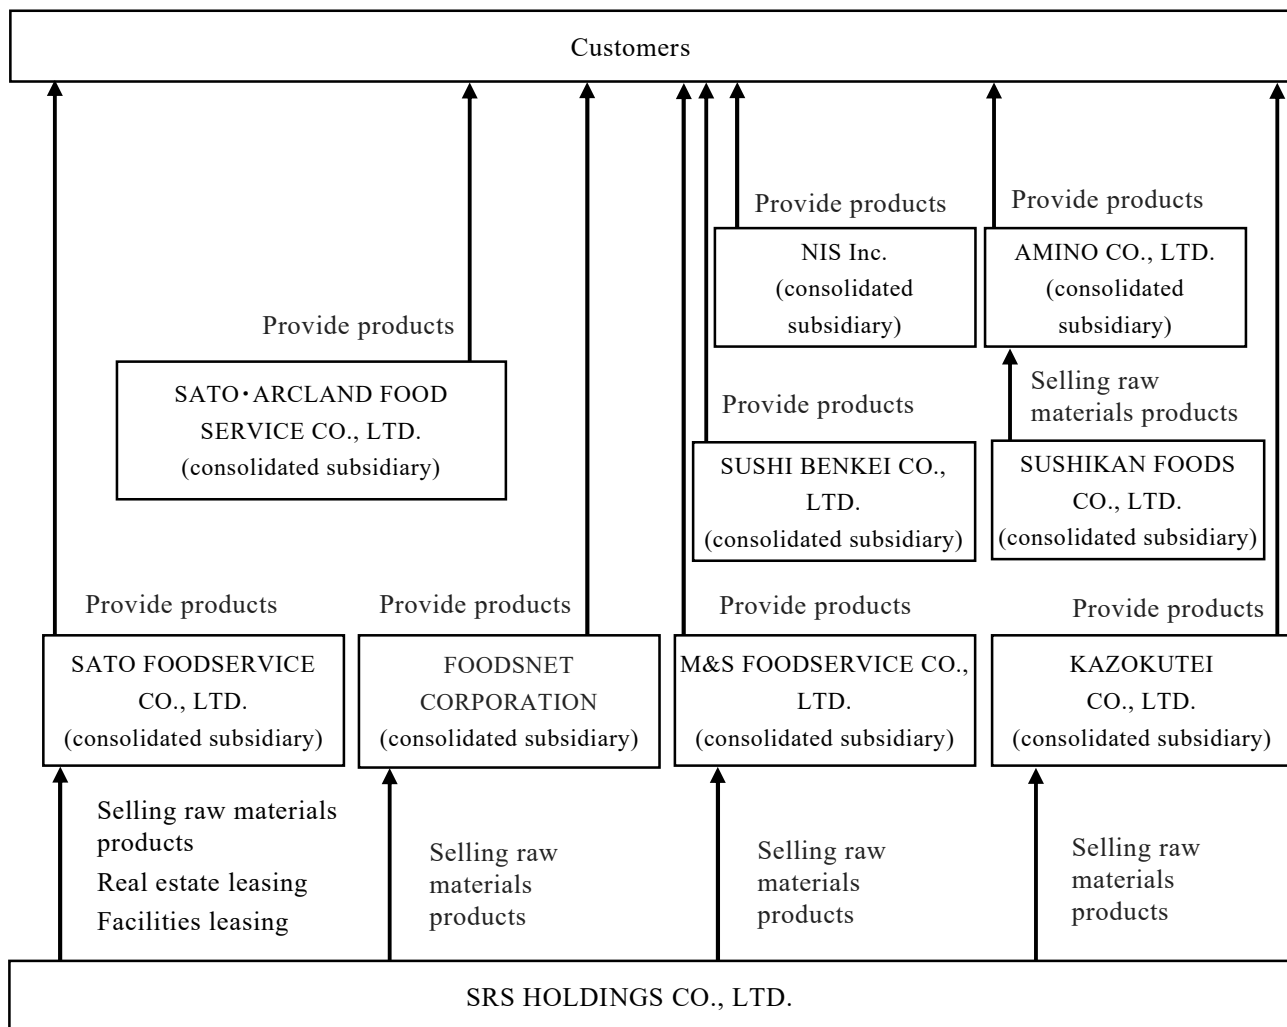 Customers
Provide products
Provide products
NIS Inc.
(consolidated
subsidiary)
AMINO CO., LTD.
(consolidated
subsidiary)
Provide products
SATO・ARCLAND FOOD
SERVICE CO., LTD.
(consolidated subsidiary)
Provide products
Selling raw
materials products
SUSHI BENKEI CO.,
LTD.
(consolidated subsidiary)
SUSHIKAN FOODS
CO., LTD.
(consolidated subsidiary)
Provide products
Provide products
Provide products
Provide products
SATO FOODSERVICE
CO., LTD.
(consolidated subsidiary)
FOODSNET
CORPORATION
(consolidated subsidiary)
M&S FOODSERVICE CO.,
LTD.
(consolidated subsidiary)
KAZOKUTEI
CO., LTD.
(consolidated subsidiary)
Selling raw materials
products
Real estate leasing
Facilities leasing
Selling raw
materials
products
Selling raw
materials
products
Selling raw
materials
products
SRS HOLDINGS CO., LTD.